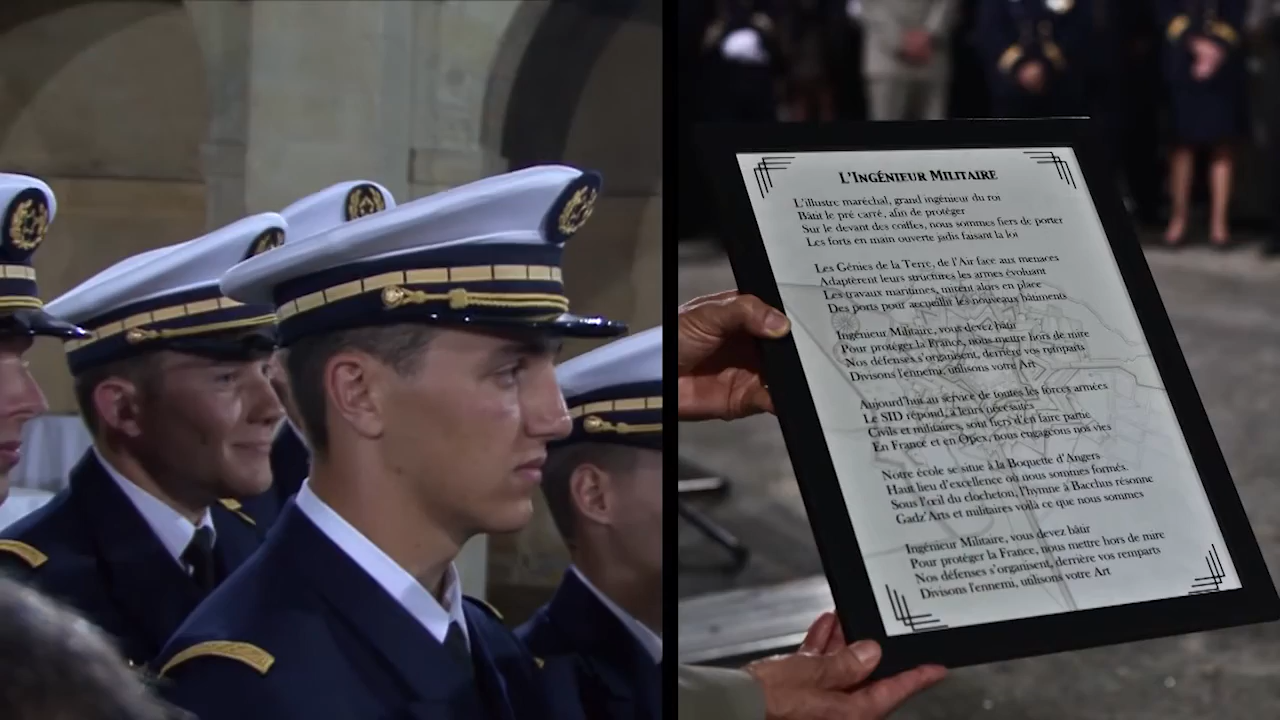 L'INGÉNIEUR MILITAIRE
L'illustre maréchal, grand ingénieur du roi
Bâtit le pré carré, afin de protéger
Sur le devant des coiffes, nous sommes fiers de porter
Les forts en main ouverte jadis faisant la loi
Les Génies de la Terre, de l'Air face aux menaces
Adaptèrent leurs structures les armes évoluant
Les travaux maritimes, mirent alors en place
Des ports pour accueillir les nouveaux bâtiments
Ingénieur Militaire, vous devez bâtir
Pour protéger la France, nous mettre hors de mire
Nos défenses s'organisent, derrière vos remparts
Divisons l'ennemi, utilisons votre Art
Aujourd'hui au service de toutes les forces armées
Le SID répond, à leurs nécessités
Civils et militaires, sont fiers d'en faire partie
En France et en Opex, nous engageons nos vies
Notre école se situe à la Boquette d'Angers
Haut lieu d'excellence où nous sommes formés.
Sous l'œil du clocheton, l'hymne à Bacchus résonne
Gadz'Arts et militaires voilà ce que nous sommes
Ingénieur Militaire, vous devez bâtir
Pour protéger la France, nous mettre hors de mire
Nos défenses s'organisent, derrière vos remparts
Divisons l'ennemi, utilisons votre Art